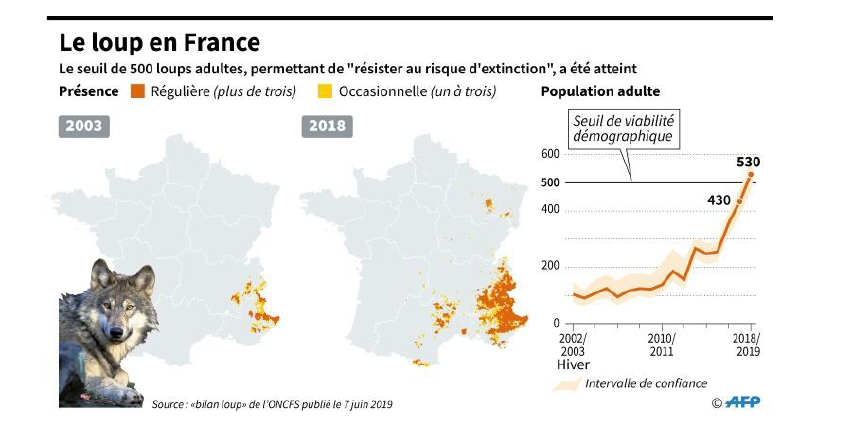 Le loup en France
Le seuil de 500 loups adultes, permettant de "résister au risque d'extinction", a été atteint
Présence Régulière (plus de trois) Occasionnelle (un à trois)
Population adulte
2003
2018
Seuil de viabilité
démographique
600
530
500
430
400
200
0
2002/
2003
2010/
2011
2018/
2019
Hiver
Intervalle de confiance
Source : «bilan loup» de l'ONCFS publié le 7 juin 2019
© AFP